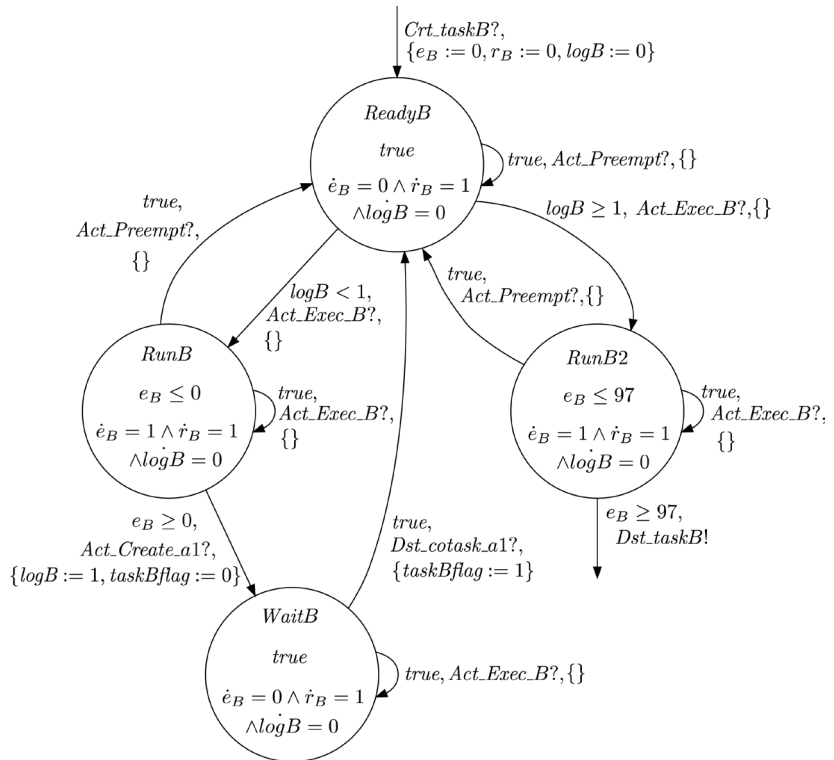 Crt_taskB?,
{e_B := 0, r_B := 0, logB := 0}
ReadyB
true
ė_B = 0 ∧ ṙ_B = 1
∧lȯgB = 0
true, Act_Preempt?, {}
logB ≥ 1, Act_Exec_B?,{}
true,
Act_Preempt?,
{}
true,
Act_Preempt?,{}
logB < 1,
Act_Exec_B?,
{}
RunB
e_B ≤ 0
ė_B = 1 ∧ ṙ_B = 1
∧lȯgB = 0
true,
Act_Exec_B?,
{}
RunB2
e_B ≤ 97
ė_B = 1 ∧ ṙ_B = 1
∧lȯgB = 0
true,
Act_Exec_B?,
{}
e_B ≥ 0,
Act_Create_a1?,
{logB := 1, taskBflag := 0}
true,
Dst_cotask_a1?,
{taskBflag := 1}
e_B ≥ 97,
Dst_taskB!
WaitB
true
ė_B = 0 ∧ ṙ_B = 1
∧lȯgB = 0
true, Act_Exec_B?, {}